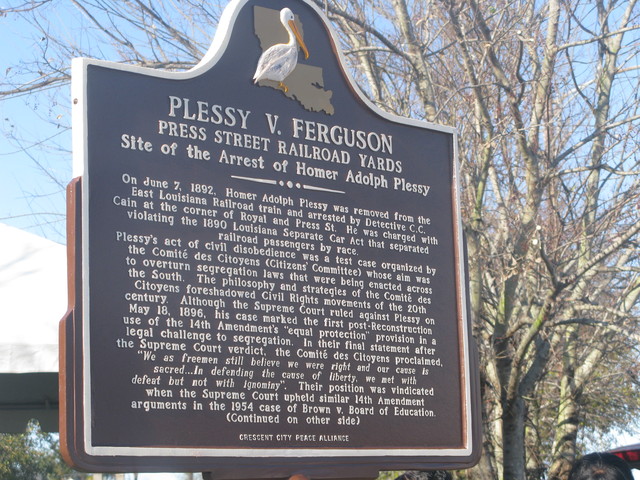 PLESSY V. FERGUSON
PRESS STREET RAILROAD YARDS
Site of the Arrest of Homer Adolph Plessy
On June 7, 1892, Homer Adolph Plessy was removed from the
East Louisiana Railroad train and arrested by Detective C.C.
Cain at the corner of Royal and Press St. He was charged with
violating the 1890 Louisiana Separate Car Act that separated
railroad passengers by race.
Plessy's act of civil disobedience was a test case organized by
the Comité des Citoyens (Citizens' Committee) whose aim was
to overturn segregation laws that were being enacted across
the South. The philosophy and strategies of the Comité des
Citoyens foreshadowed Civil Rights movements of the 20th
century. Although the Supreme Court ruled against Plessy on
May 18, 1896, his case marked the first post-Reconstruction
use of the 14th Amendment's "equal protection" provision in a
legal challenge to segregation. In their final statement after
the Supreme Court verdict, the Comité des Citoyens proclaimed,
"We as freemen still believe we were right and our cause is
sacred...In defending the cause of liberty, we met with
defeat but not with ignominy". Their position was vindicated
when the Supreme Court upheld similar 14th Amendment
arguments in the 1954 case of Brown v. Board of Education.
(Continued on other side)
CRESCENT CITY PEACE ALLIANCE